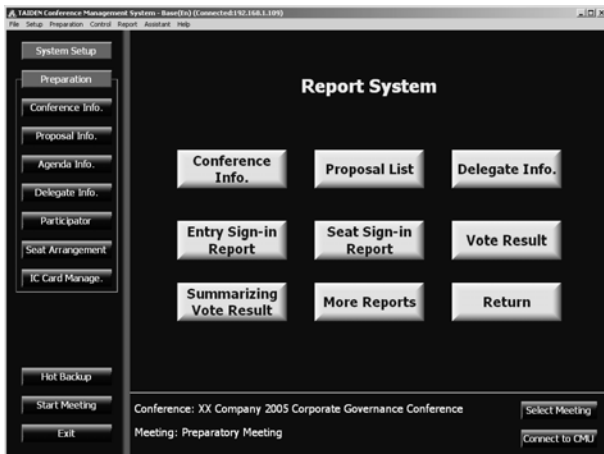 TAIDEN Conference Management System - Base(En) (Connected:192.168.1.109)
File Setup Preparation Control Report Assistant Help
System Setup
Preparation
Conference Info.
Proposal Info.
Agenda Info.
Delegate Info.
Participator
Seat Arrangement
IC Card Manage.
Hot Backup
Start Meeting
Exit
Report System
Conference
Info.
Proposal List
Delegate Info.
Entry Sign-in
Report
Seat Sign-in
Report
Vote Result
Summarizing
Vote Result
More Reports
Return
Conference: XX Company 2005 Corporate Governance Conference
Meeting: Preparatory Meeting
Select Meeting
Connect to CMU